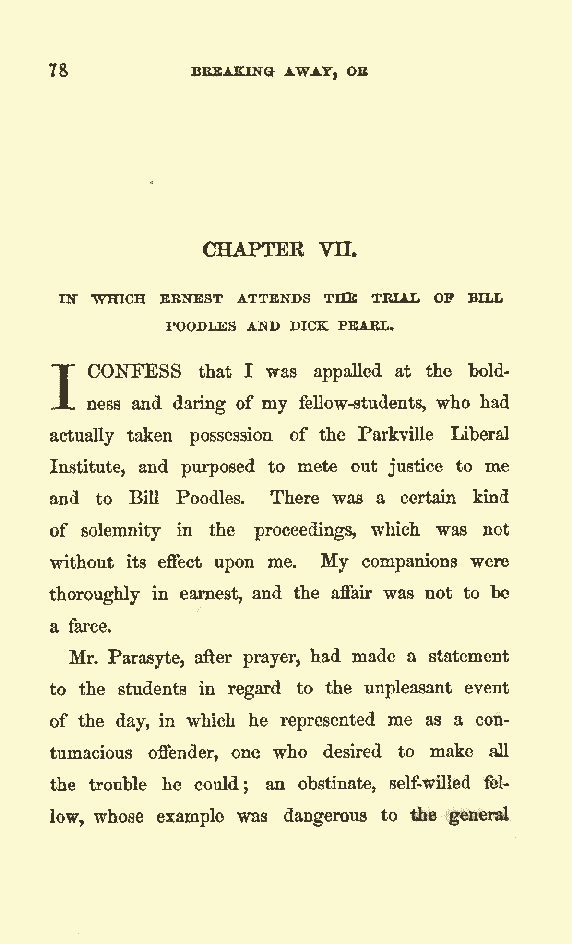 78 BREAKING AWAY, OR
CHAPTER VII.
IN WHICH ERNEST ATTENDS THE TRIAL OF BILL
POODLES AND DICK PEARL.
I CONFESS that I was appalled at the bold-
ness and daring of my fellow-students, who had
actually taken possession of the Parkville Liberal
Institute, and purposed to mete out justice to me
and to Bill Poodles. There was a certain kind
of solemnity in the proceedings, which was not
without its effect upon me. My companions were
thoroughly in earnest, and the affair was not to be
a farce.
Mr. Parasyte, after prayer, had made a statement
to the students in regard to the unpleasant event
of the day, in which he represented me as a con-
tumacious offender, one who desired to make all
the trouble he could; an obstinate, self-willed fel-
low, whose example was dangerous to the general